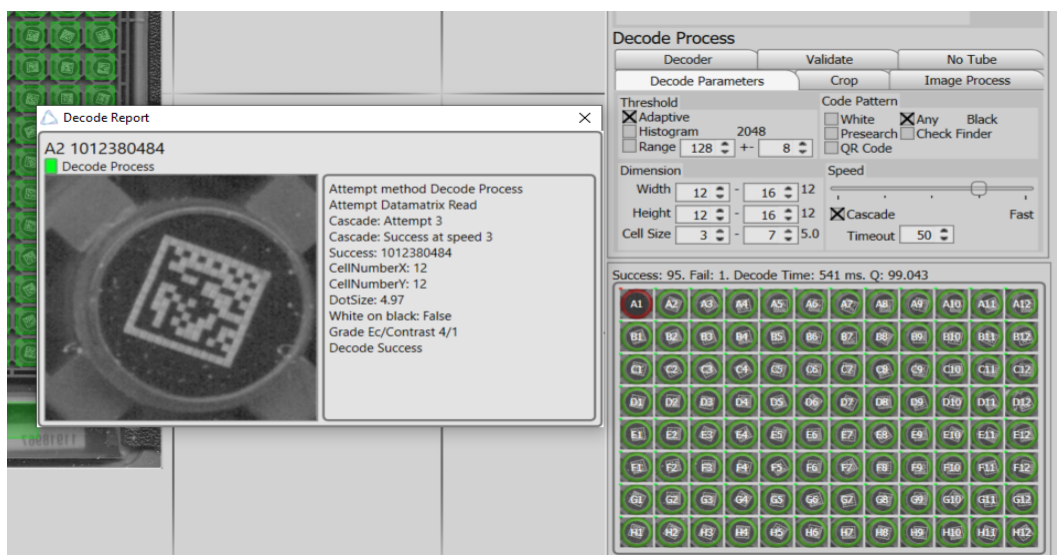 Decode Report
A2 1012380484
Decode Process
Attempt method Decode Process
Attempt Datamatrix Read
Cascade: Attempt 3
Cascade: Success at speed 3
Success: 1012380484
CellNumberX: 12
CellNumberY: 12
DotSize: 4.97
White on black: False
Grade Ec/Contrast 4/1
Decode Success
11918967
Decode Process
Decoder Validate No Tube
Decode Parameters Crop Image Process
Threshold
Adaptive
Histogram 2048
Range 128 +- 8
Code Pattern
White Any Black
Presearch Check Finder
QR Code
Dimension
Width 12 - 16 12
Height 12 - 16 12
Cell Size 3 - 7 5.0
Speed
Cascade Fast
Timeout 50
Success: 95. Fail: 1. Decode Time: 541 ms. Q: 99.043
A1 A2 A3 A4 A5 A6 A7 A8 A9 A10 A11 A12
B1 B2 B3 B4 B5 B6 B7 B8 B9 B10 B11 B12
C1 C2 C3 C4 C5 C6 C7 C8 C9 C10 C11 C12
D1 D2 D3 D4 D5 D6 D7 D8 D9 D10 D11 D12
E1 E2 E3 E4 E5 E6 E7 E8 E9 E10 E11 E12
F1 F2 F3 F4 F5 F6 F7 F8 F9 F10 F11 F12
G1 G2 G3 G4 G5 G6 G7 G8 G9 G10 G11 G12
H1 H2 H3 H4 H5 H6 H7 H8 H9 H10 H11 H12